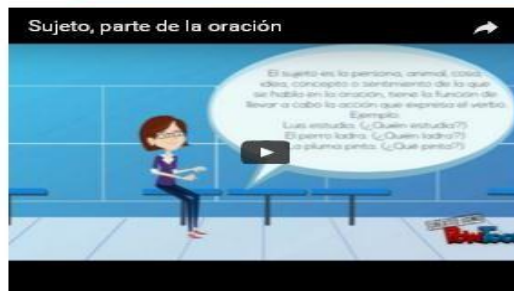 Sujeto, parte de la oración
El sujeto es la persona, animal, cosa,
idea, concepto o sentimiento de la que
se habla en la oración, tiene la función de
llevar a cabo la acción que expresa el verbo.
Ejemplo:
Luis estudia. (¿Quién estudia?)
El perro ladra. (¿Quién ladra?)
La pluma pinta. (¿Qué pinta?)
PowToon